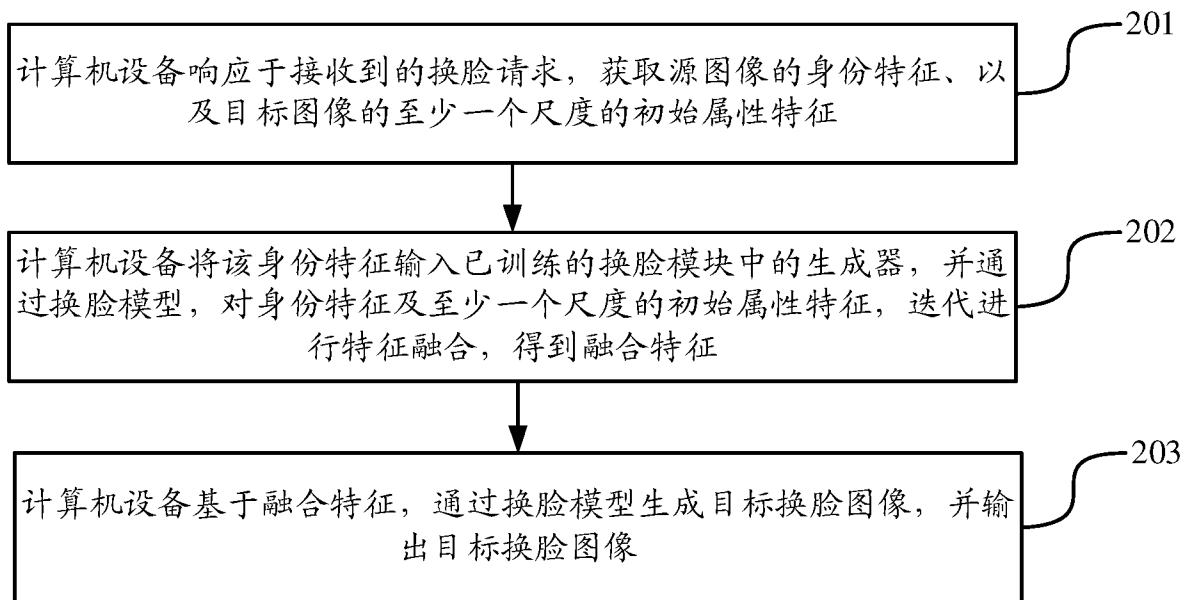 201
计算机设备响应于接收到的换脸请求，获取源图像的身份特征、以
及目标图像的至少一个尺度的初始属性特征
202
计算机设备将该身份特征输入已训练的换脸模块中的生成器，并通
过换脸模型，对身份特征及至少一个尺度的初始属性特征，迭代进
行特征融合，得到融合特征
203
计算机设备基于融合特征，通过换脸模型生成目标换脸图像，并输
出目标换脸图像